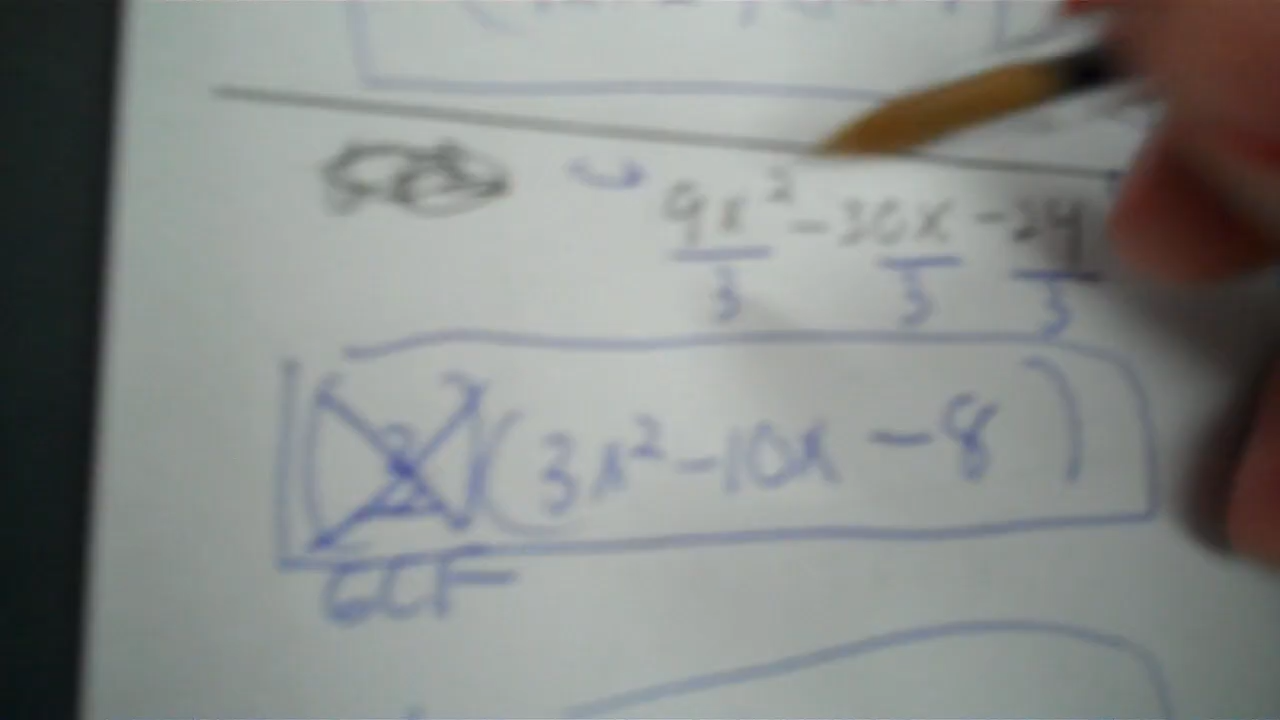 9x² - 30x - 24
3 3 3
(3x² - 10x - 8)
GCF